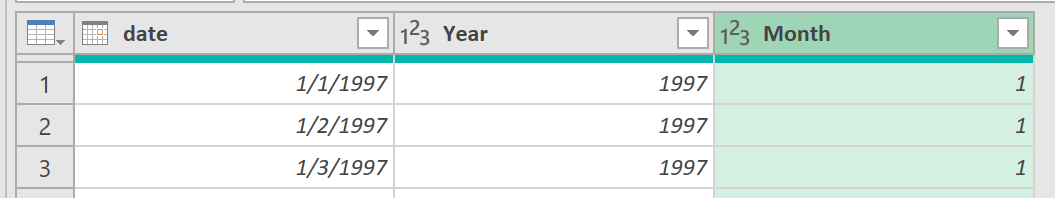 date 1²3 Year 1²3 Month
1 1/1/1997 1997 1
2 1/2/1997 1997 1
3 1/3/1997 1997 1